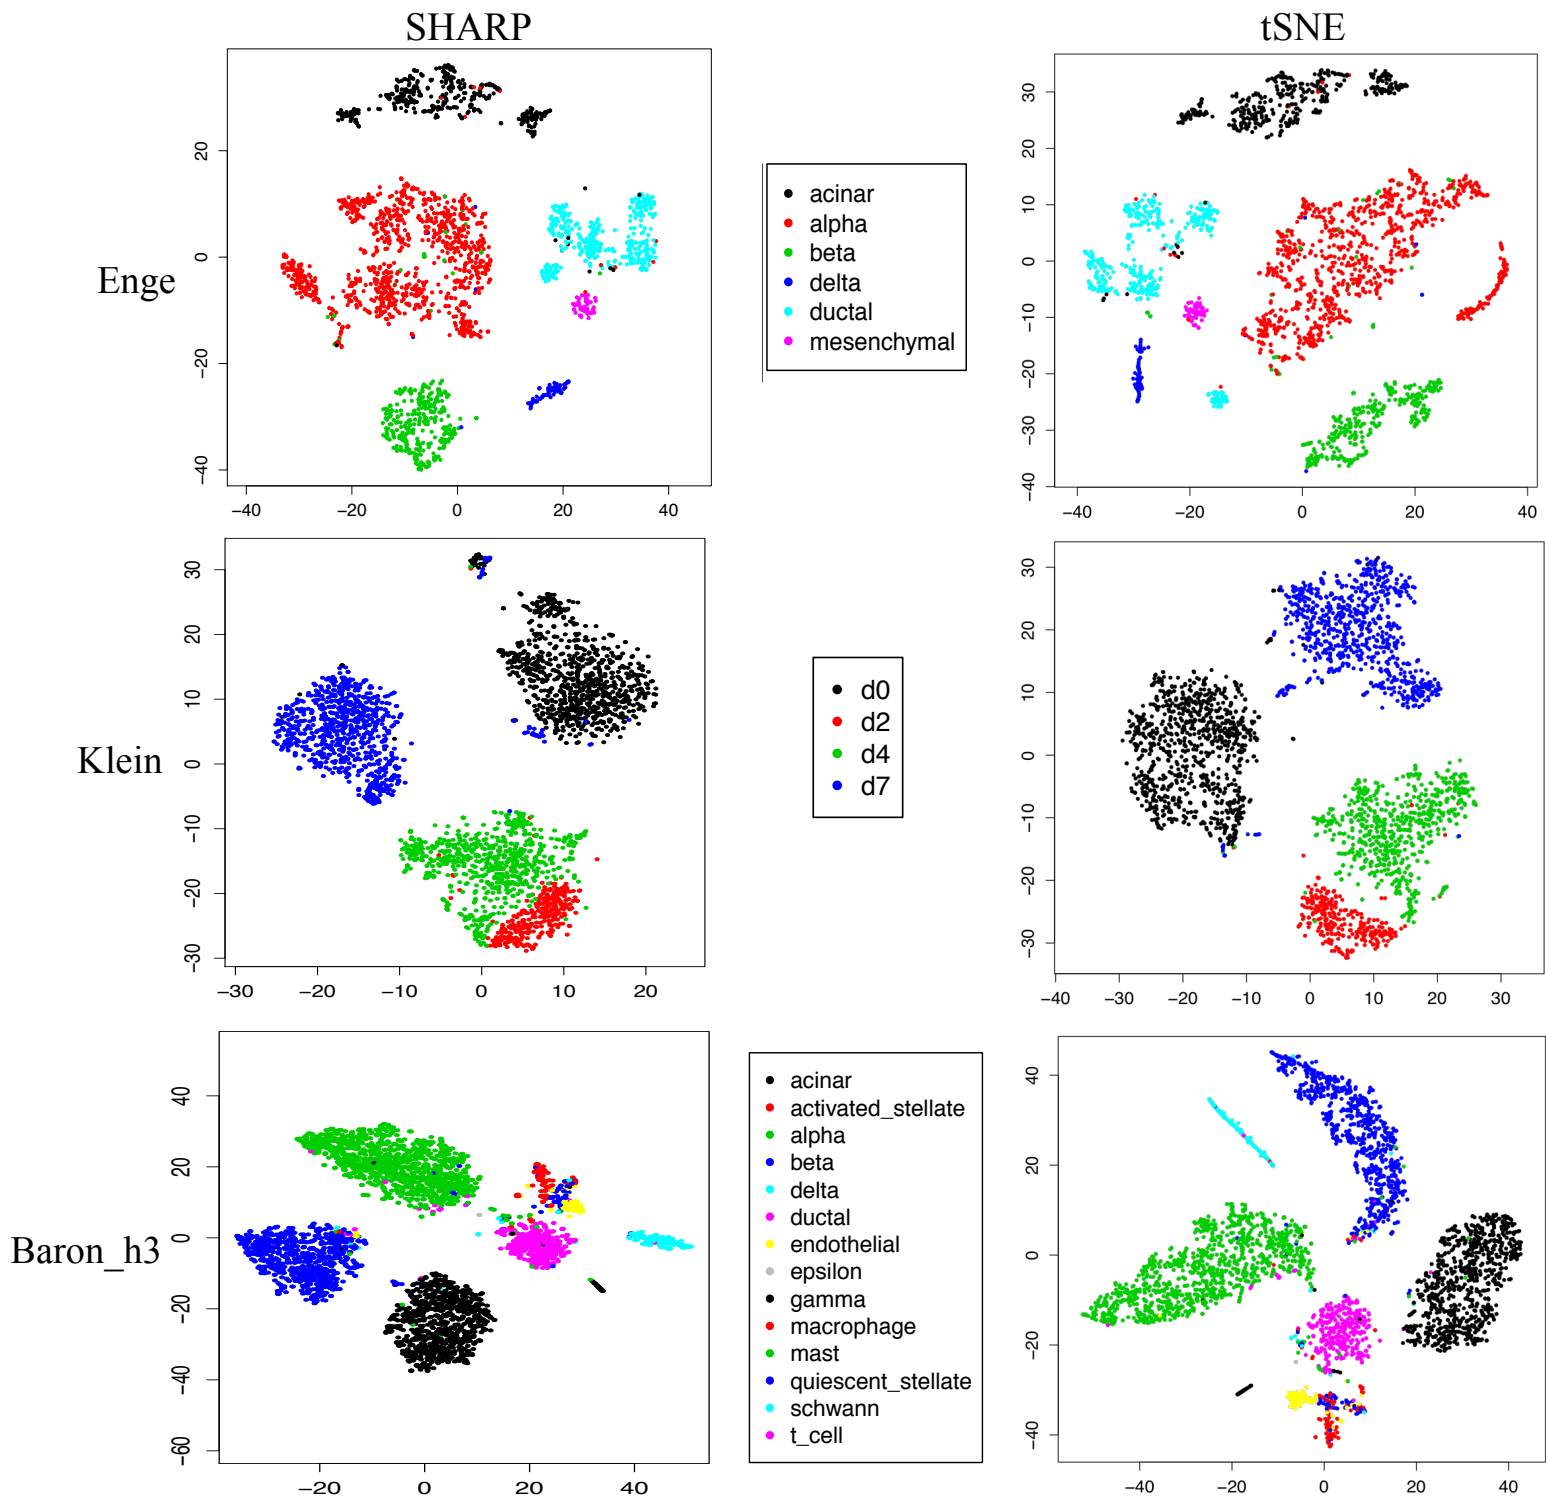 SHARP
tSNE
Enge
20
0
−20
−40
−40
−20
0
20
40
acinar
alpha
beta
delta
ductal
mesenchymal
30
20
10
0
−10
−20
−30
−40
−40
−20
0
20
40
Klein
30
20
10
0
−10
−20
−30
−30
−20
−10
0
10
20
d0
d2
d4
d7
30
20
10
0
−10
−20
−30
−40
−30
−20
−10
0
10
20
30
Baron_h3
40
20
0
−20
−40
−60
−20
0
20
40
acinar
activated_stellate
alpha
beta
delta
ductal
endothelial
epsilon
gamma
macrophage
mast
quiescent_stellate
schwann
t_cell
40
20
0
−20
−40
−40
−20
0
20
40